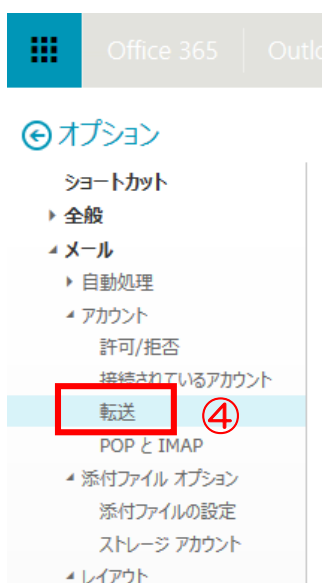 Office 365 Outlo
オプション
ショートカット
全般
メール
自動処理
アカウント
許可/拒否
接続されているアカウント
転送 ④
POP と IMAP
添付ファイル オプション
添付ファイルの設定
ストレージ アカウント
レイアウト